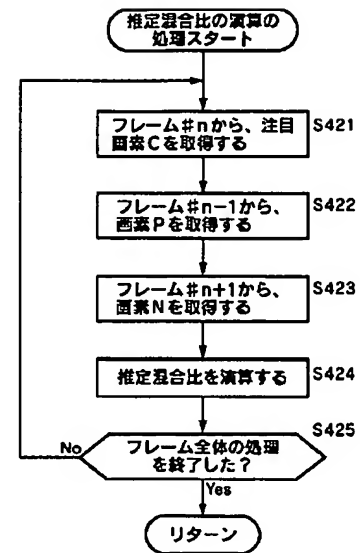 推定混合比の演算の
処理スタート
フレーム#nから、注目
画素Cを取得する
S421
フレーム#n−1から、
画素Pを取得する
S422
フレーム#n+1から、
画素Nを取得する
S423
推定混合比を演算する
S424
S425
フレーム全体の処理
を終了した?
No
Yes
リターン